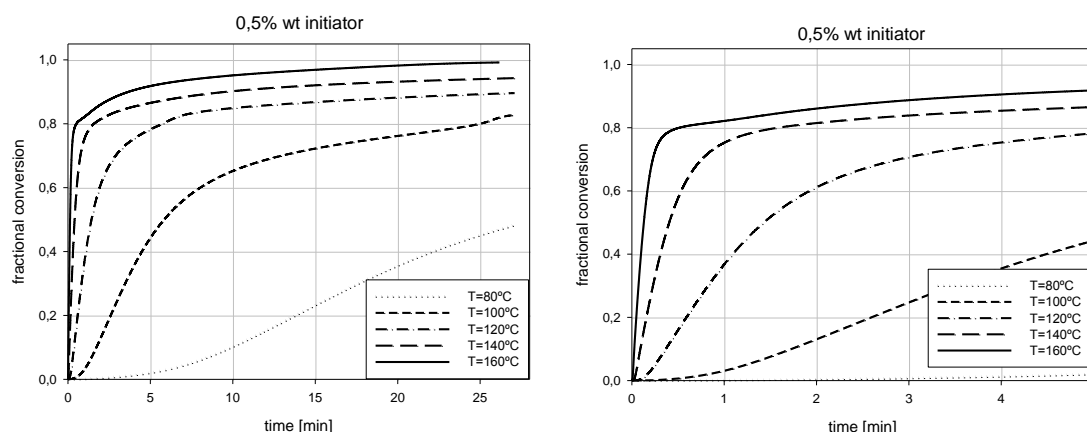 0,5% wt initiator
fractional conversion
1,0
0,8
0,6
0,4
0,2
0,0
T=80ºC
T=100ºC
T=120ºC
T=140ºC
T=160ºC
0 5 10 15 20 25
time [min]
0,5% wt initiator
fractional conversion
1,0
0,8
0,6
0,4
0,2
0,0
T=80ºC
T=100ºC
T=120ºC
T=140ºC
T=160ºC
0 1 2 3 4
time [min]